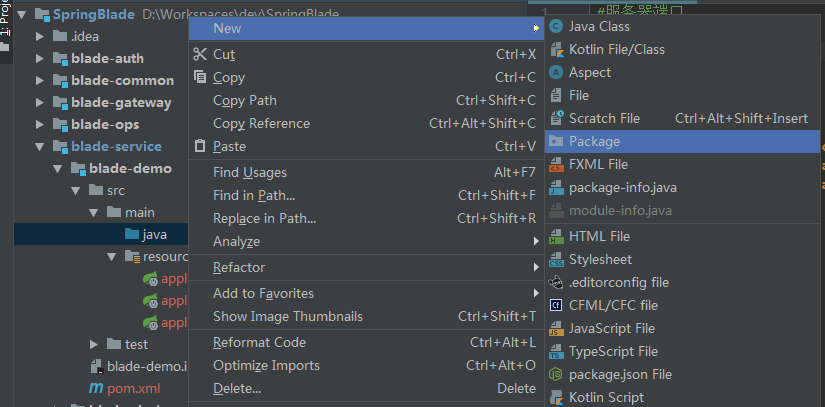 1: Proje
SpringBlade D:\Workspaces\dev\SpringBlade
.idea
blade-auth
blade-common
blade-gateway
blade-ops
blade-service
blade-demo
src
main
java
resourc
appl
appl
appl
test
blade-demo.i
pom.xml
New
Cut Ctrl+X
Copy Ctrl+C
Copy Path Ctrl+Shift+C
Copy Reference Ctrl+Alt+Shift+C
Paste Ctrl+V
Find Usages Alt+F7
Find in Path... Ctrl+Shift+F
Replace in Path... Ctrl+Shift+R
Analyze
Refactor
Add to Favorites
Show Image Thumbnails Ctrl+Shift+T
Reformat Code Ctrl+Alt+L
Optimize Imports Ctrl+Alt+O
Delete... Delete
1 #服务器端口
Java Class
Kotlin File/Class
Aspect
File
Scratch File Ctrl+Alt+Shift+Insert
Package
FXML File
package-info.java
module-info.java
HTML File
Stylesheet
.editorconfig file
CFML/CFC file
JavaScript File
TypeScript File
package.json File
Kotlin Script